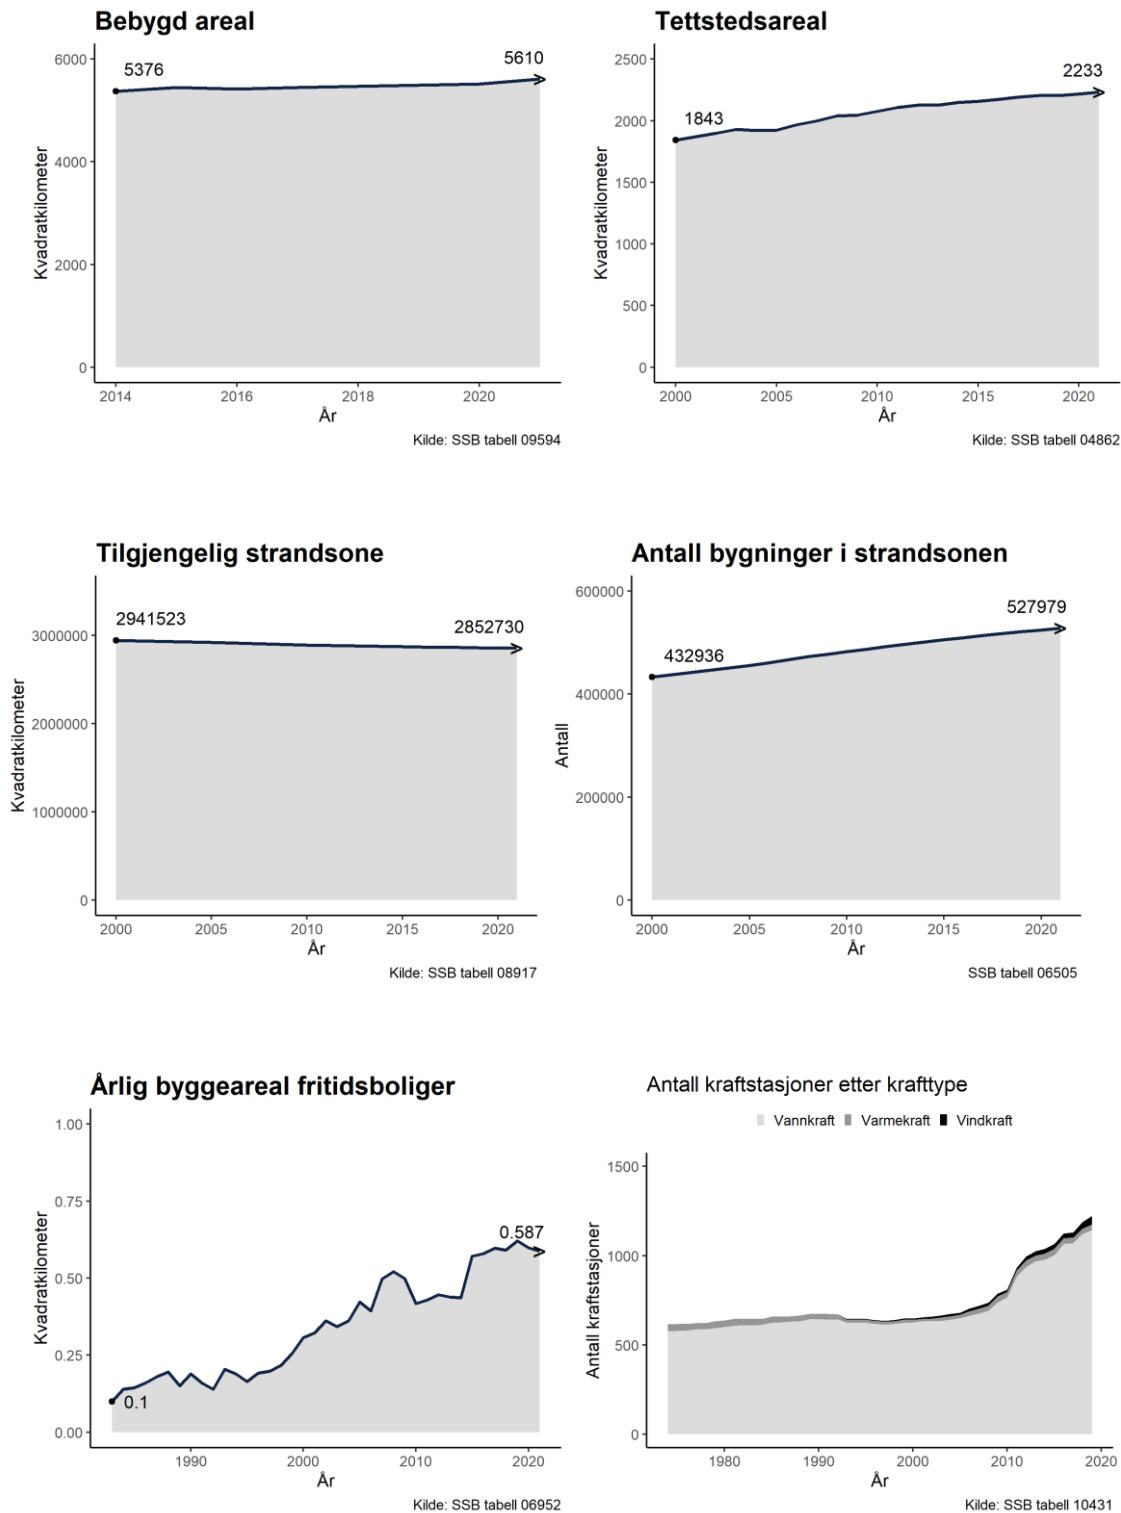 Bebygd areal
6000
4000
2000
0
Kvadratkilometer
5376
5610
2014 2016 2018 2020
År
Kilde: SSB tabell 09594
Tettstedsareal
2500
2000
1500
1000
500
0
Kvadratkilometer
1843
2233
2000 2005 2010 2015 2020
År
Kilde: SSB tabell 04862
Tilgjengelig strandsone
3000000
2000000
1000000
0
Kvadratkilometer
2941523
2852730
2000 2005 2010 2015 2020
År
Kilde: SSB tabell 08917
Antall bygninger i strandsonen
600000
400000
200000
0
Antall
432936
527979
2000 2005 2010 2015 2020
År
SSB tabell 06505
Årlig byggeareal fritidsboliger
1.00
0.75
0.50
0.25
0.00
Kvadratkilometer
0.1
0.587
1990 2000 2010 2020
År
Kilde: SSB tabell 06952
Antall kraftstasjoner etter krafttype
Vannkraft Varmekraft Vindkraft
1500
1000
500
0
Antall kraftstasjoner
1980 1990 2000 2010 2020
År
Kilde: SSB tabell 10431